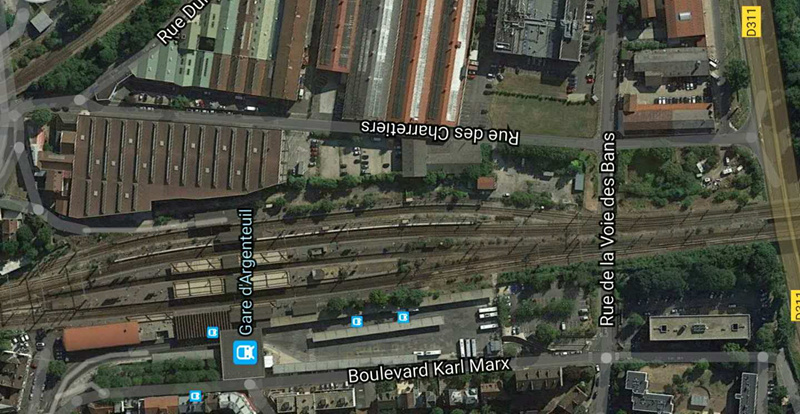 Rue Du
D311
Rue des Charretiers
Rue de la Voie des Bans
Gare d'Argenteuil
D311
Boulevard Karl Marx